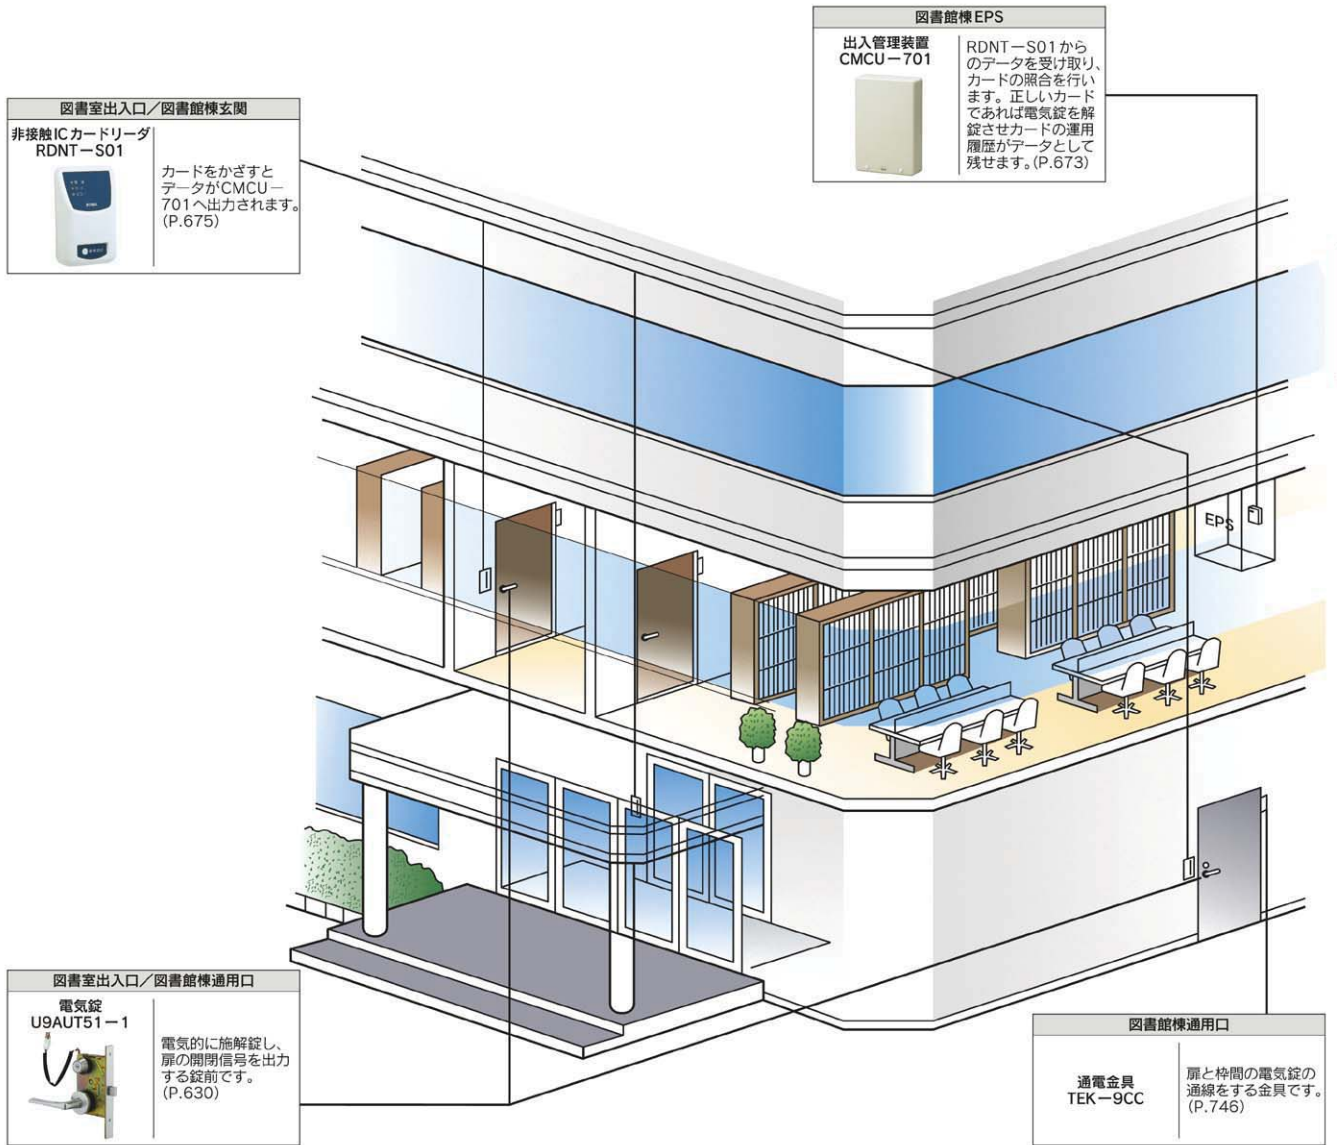 図書館棟EPS
出入管理装置
CMCU－701
RDNT－S01から
のデータを受け取り、
カードの照合を行い
ます。正しいカード
であれば電気錠を解
錠させカードの運用
履歴がデータとして
残せます。(P.673)
図書室出入口／図書館棟玄関
非接触ICカードリーダ
RDNT－S01
カードをかざすと
データがCMCU－
701へ出力されます。
(P.675)
EPS
図書室出入口／図書館棟通用口
電気錠
U9AUT51－1
電気的に施解錠し、
扉の開閉信号を出力
する錠前です。
(P.630)
図書館棟通用口
通電金具
TEK－9CC
扉と枠間の電気錠の
通線をする金具です。
(P.746)